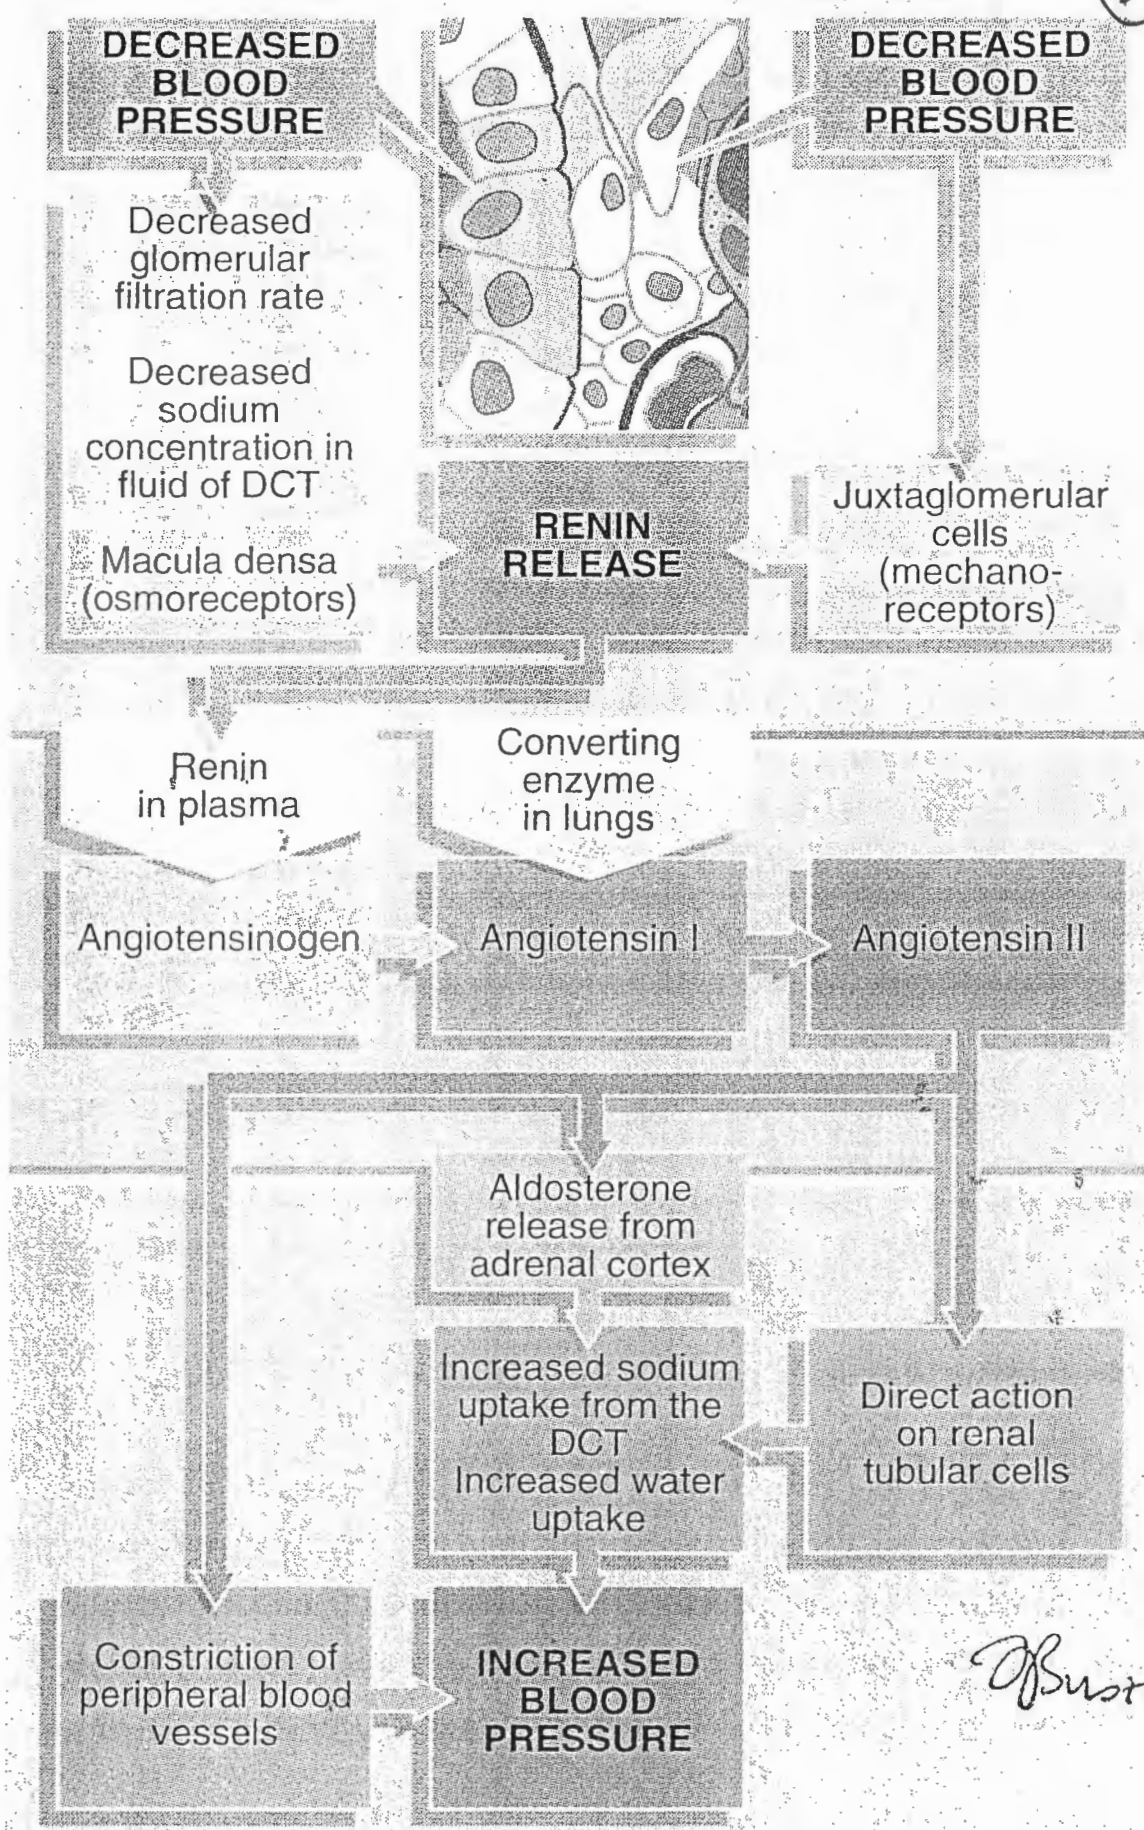 DECREASED
BLOOD
PRESSURE
DECREASED
BLOOD
PRESSURE
Decreased
glomerular
filtration rate
Decreased
sodium
concentration in
fluid of DCT
Macula densa
(osmoreceptors)
RENIN
RELEASE
Juxtaglomerular
cells
(mechano-
receptors)
Renin
in plasma
Converting
enzyme
in lungs
Angiotensinogen
Angiotensin I
Angiotensin II
Aldosterone
release from
adrenal cortex
Increased sodium
uptake from the
DCT
Increased water
uptake
Direct action
on renal
tubular cells
Constriction of
peripheral blood
vessels
INCREASED
BLOOD
PRESSURE